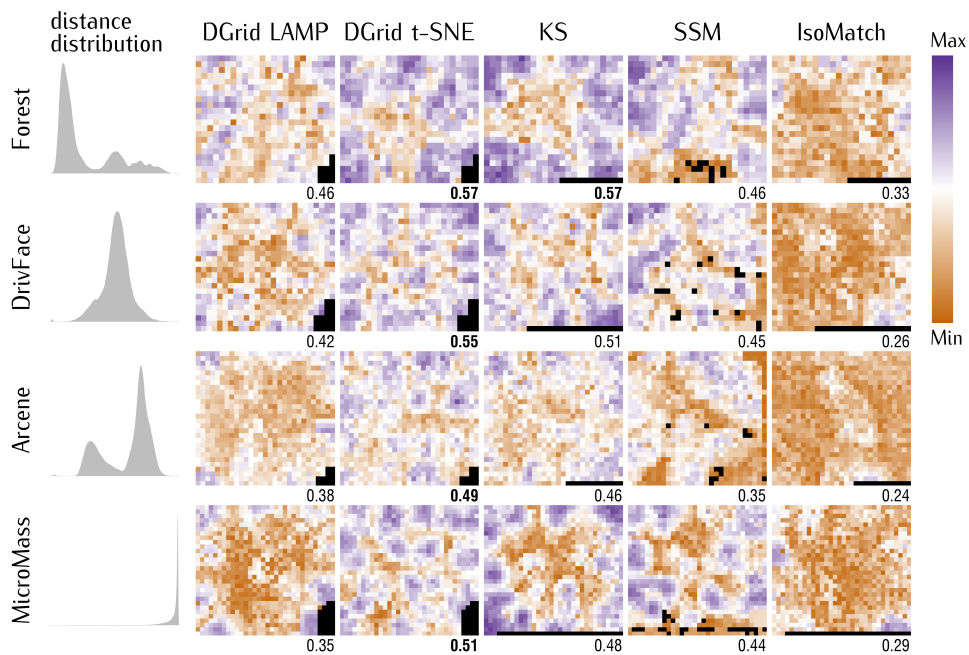 distance
distribution
DGrid LAMP
DGrid t-SNE
KS
SSM
IsoMatch
Max
Min
Forest
0.46
0.57
0.57
0.46
0.33
DrivFace
0.42
0.55
0.51
0.45
0.26
Arcene
0.38
0.49
0.46
0.35
0.24
MicroMass
0.35
0.51
0.48
0.44
0.29